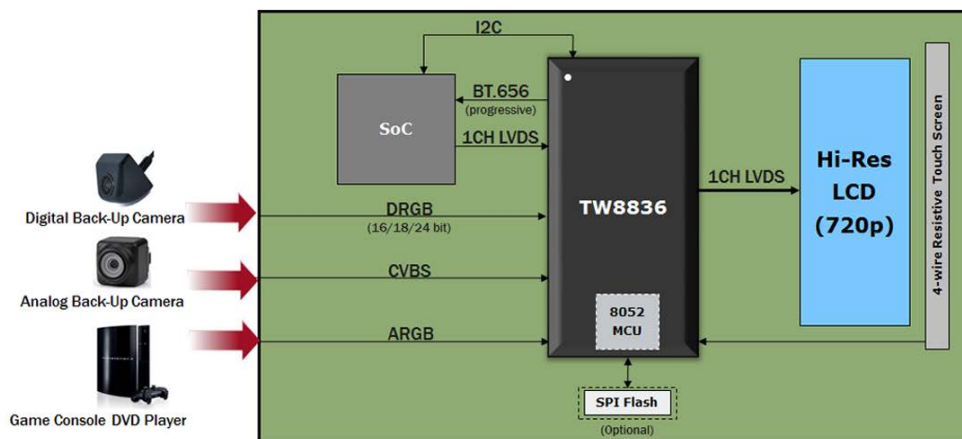 I2C
BT.656
(progressive)
SoC
1CH LVDS
Digital Back-Up Camera
DRGB
(16/18/24 bit)
Analog Back-Up Camera
CVBS
Game Console DVD Player
ARGB
TW8836
8052
MCU
SPI Flash
(Optional)
1CH LVDS
Hi-Res
LCD
(720p)
4-wire Resistive Touch Screen